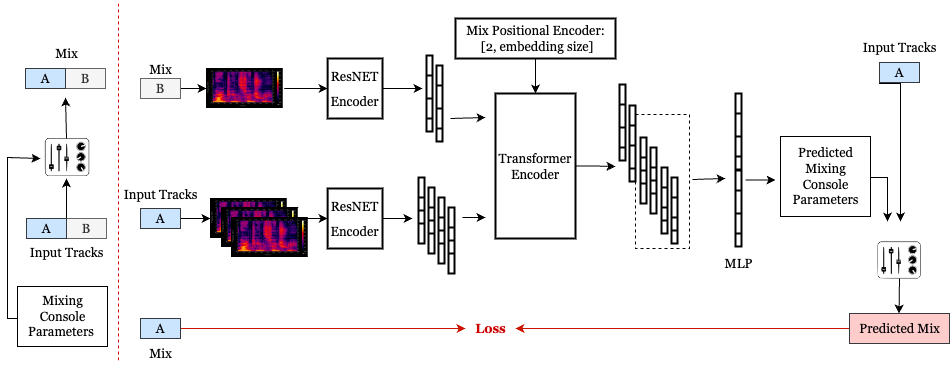 Mix
A B
A B
Input Tracks
Mixing
Console
Parameters
Mix
B
ResNET
Encoder
Mix Positional Encoder:
[2, embedding size]
Input Tracks
A
ResNET
Encoder
Transformer
Encoder
MLP
Predicted
Mixing
Console
Parameters
Input Tracks
A
A
Mix
Loss
Predicted Mix